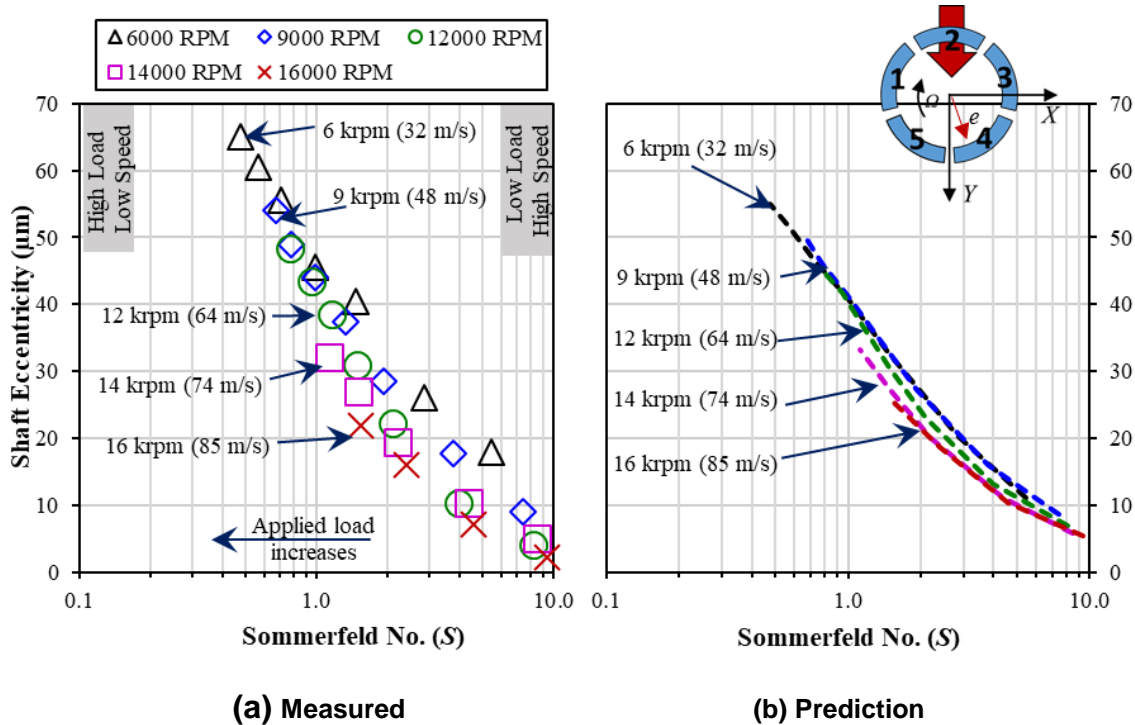 6000 RPM 9000 RPM 12000 RPM
14000 RPM 16000 RPM
Shaft Eccentricity (µm)
70
60
50
40
30
20
10
0
High Load
Low Speed
Low Load
High Speed
6 krpm (32 m/s)
9 krpm (48 m/s)
12 krpm (64 m/s)
14 krpm (74 m/s)
16 krpm (85 m/s)
Applied load
increases
0.1 1.0 10.0
Sommerfeld No. (S)
(a) Measured
1
2
3
4
5
Ω
e
X
Y
6 krpm (32 m/s)
9 krpm (48 m/s)
12 krpm (64 m/s)
14 krpm (74 m/s)
16 krpm (85 m/s)
70
60
50
40
30
20
10
0
0.1 1.0 10.0
Sommerfeld No. (S)
(b) Prediction